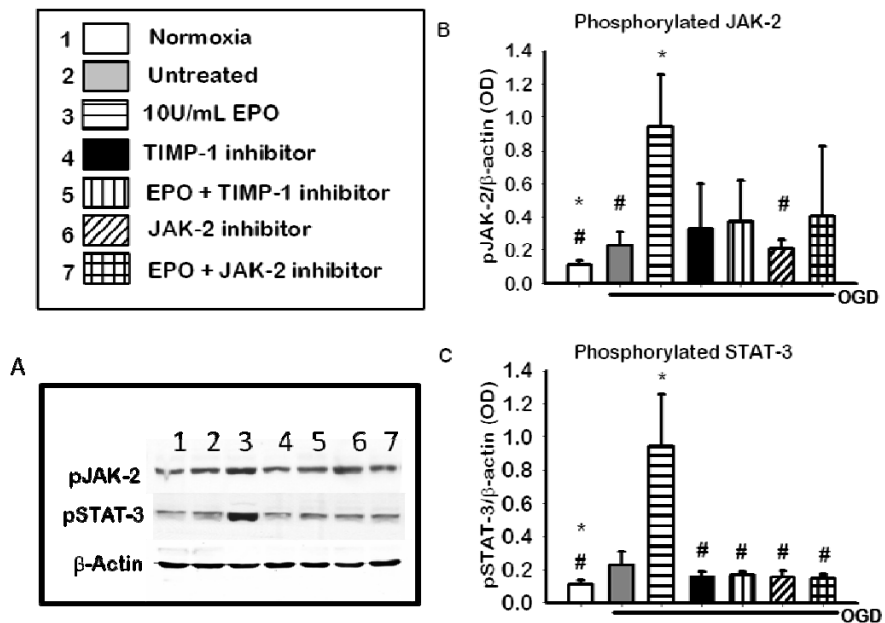 1 Normoxia
2 Untreated
3 10U/mL EPO
4 TIMP-1 inhibitor
5 EPO + TIMP-1 inhibitor
6 JAK-2 inhibitor
7 EPO + JAK-2 inhibitor
A
1 2 3 4 5 6 7
pJAK-2
pSTAT-3
β-Actin
B
Phosphorylated JAK-2
pJAK-2/β-actin (OD)
1.4
1.2
1.0
0.8
0.6
0.4
0.2
0.0
*
#
#
*
#
OGD
C
Phosphorylated STAT-3
pSTAT-3/β-actin (OD)
1.4
1.2
1.0
0.8
0.6
0.4
0.2
0.0
*
#
*
# # # #
OGD